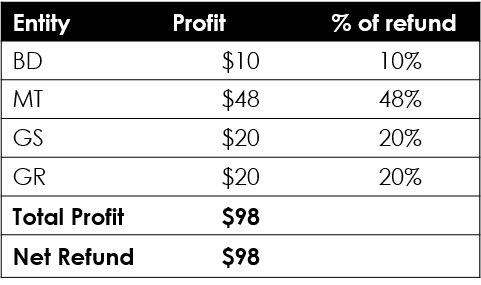 Entity Profit % of refund
BD $10 10%
MT $48 48%
GS $20 20%
GR $20 20%
Total Profit $98
Net Refund $98